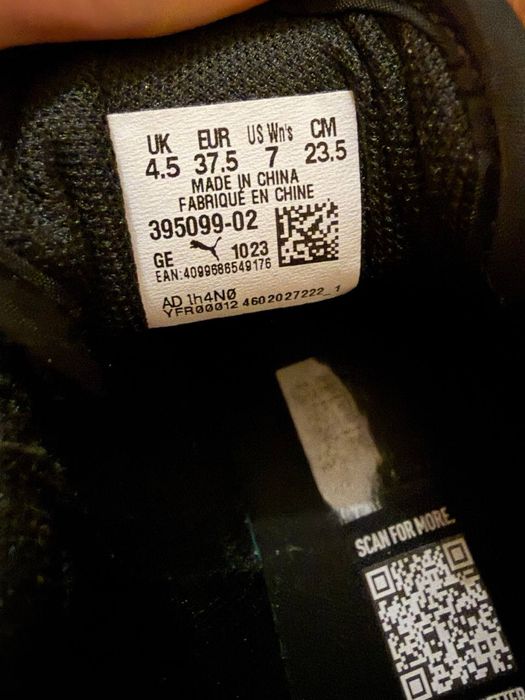 UK EUR US Wn's CM
4.5 37.5 7 23.5
MADE IN CHINA
FABRIQUÉ EN CHINE
395099-02
GE 1023
EAN:4099686549176
AD 1h4NØ
YFR00012 4602027222_1
SCAN FOR MORE.